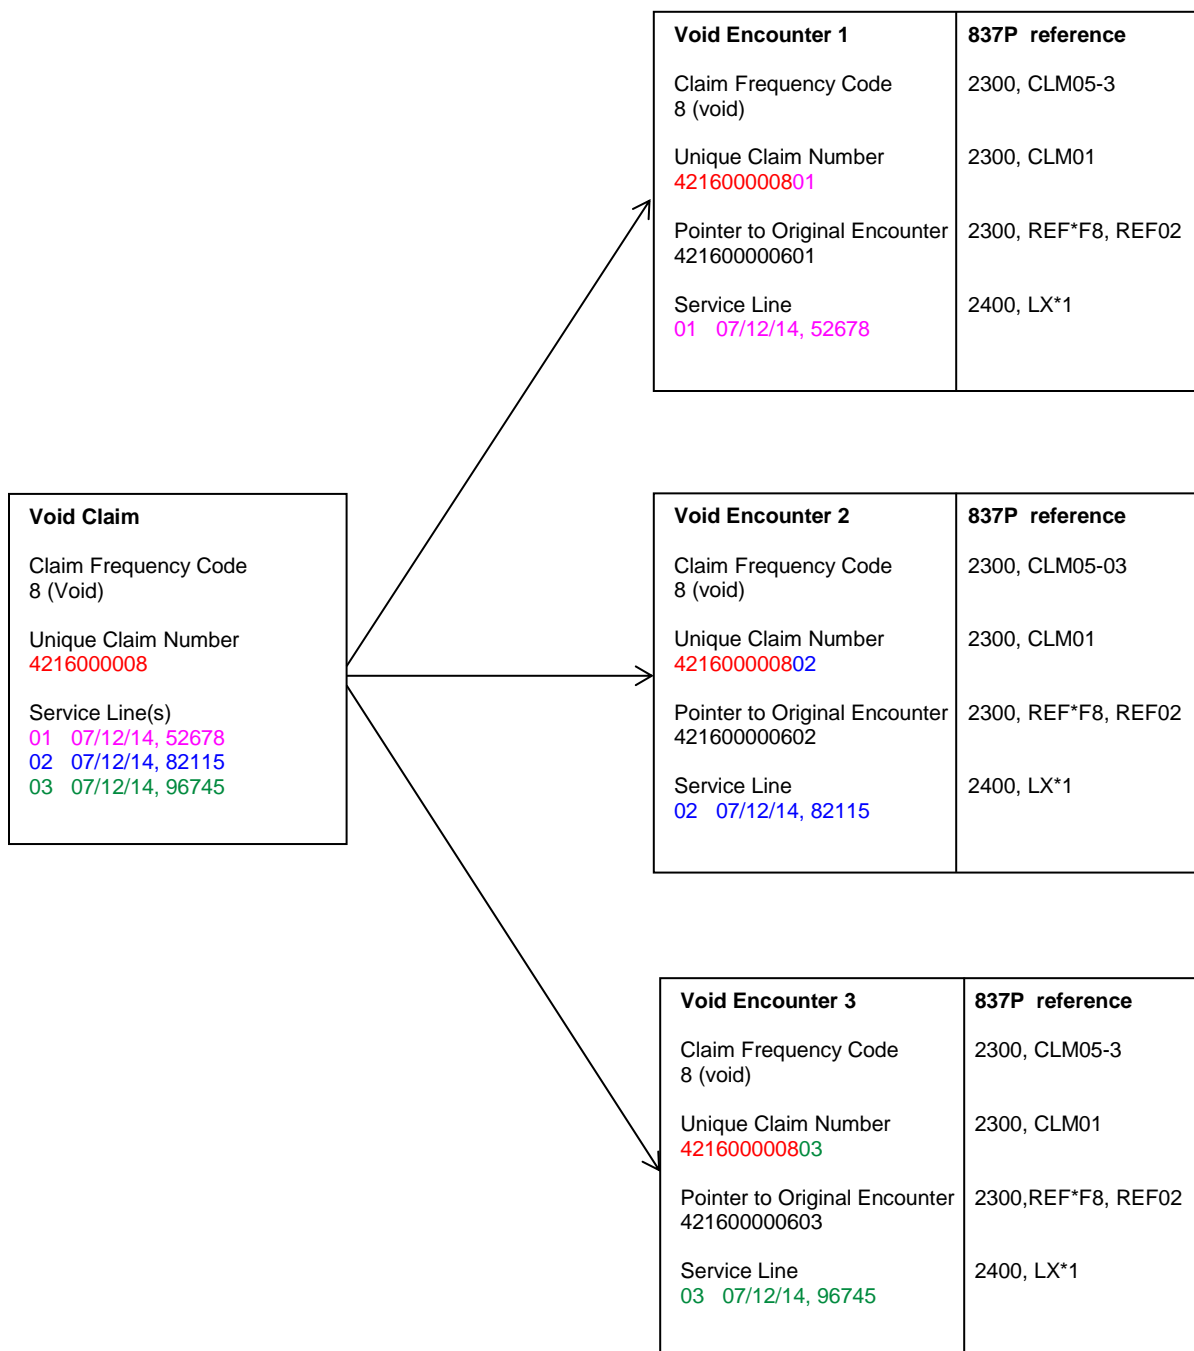 Void Encounter 1
837P reference
Claim Frequency Code
8 (void)
2300, CLM05-3
Unique Claim Number
421600000801
2300, CLM01
Pointer to Original Encounter
421600000601
2300, REF*F8, REF02
Service Line
01 07/12/14, 52678
2400, LX*1
Void Claim
Claim Frequency Code
8 (Void)
Unique Claim Number
4216000008
Service Line(s)
01 07/12/14, 52678
02 07/12/14, 82115
03 07/12/14, 96745
Void Encounter 2
837P reference
Claim Frequency Code
8 (void)
2300, CLM05-03
Unique Claim Number
421600000802
2300, CLM01
Pointer to Original Encounter
421600000602
2300, REF*F8, REF02
Service Line
02 07/12/14, 82115
2400, LX*1
Void Encounter 3
837P reference
Claim Frequency Code
8 (void)
2300, CLM05-3
Unique Claim Number
421600000803
2300, CLM01
Pointer to Original Encounter
421600000603
2300,REF*F8, REF02
Service Line
03 07/12/14, 96745
2400, LX*1